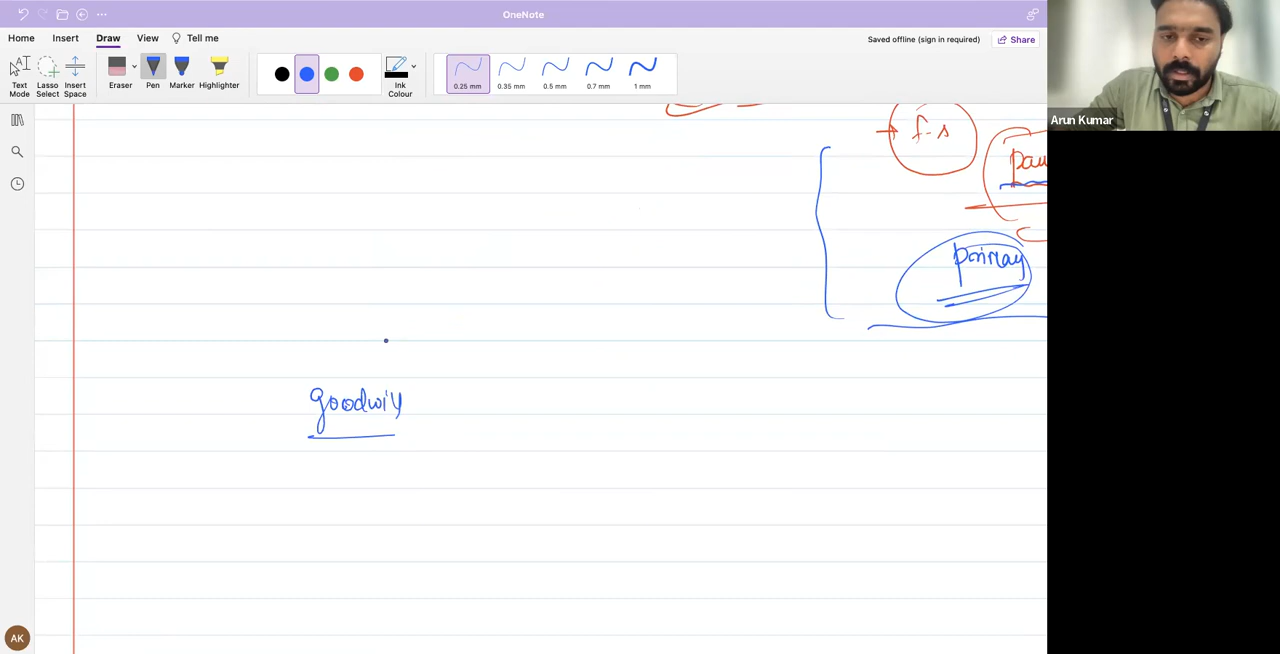 OneNote
Home Insert Draw View Tell me
Saved offline (sign in required) Share
Text Mode
Lasso Select
Insert Space
Eraser
Pen
Marker
Highlighter
Ink Colour
0.25 mm 0.35 mm 0.5 mm 0.7 mm 1 mm
Arun Kumar
f-s
goodwill
AK